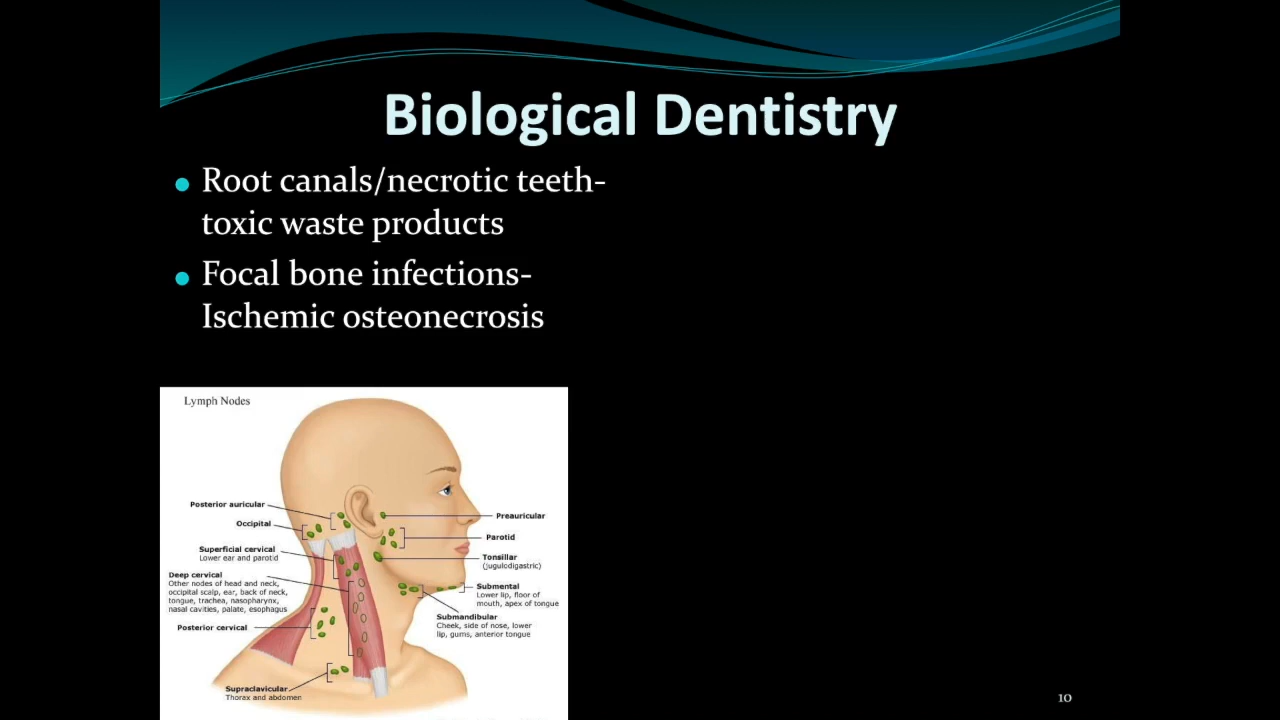 Biological Dentistry
Root canals/necrotic teeth-
toxic waste products
Focal bone infections-
Ischemic osteonecrosis
Lymph Nodes
Posterior auricular
Occipital
Superficial cervical
Lower ear and parotid
Deep cervical
Other nodes of head and neck,
occipital scalp, ear, back of neck,
tongue, trachea, nasopharynx,
nasal cavities, palate, esophagus
Posterior cervical
Supraclavicular
Thorax and abdomen
Preauricular
Parotid
Tonsillar
(jugulodigastric)
Submental
Lower lip, floor of
mouth, apex of tongue
Submandibular
Cheek, side of nose, lower
lip, gums, anterior tongue
10